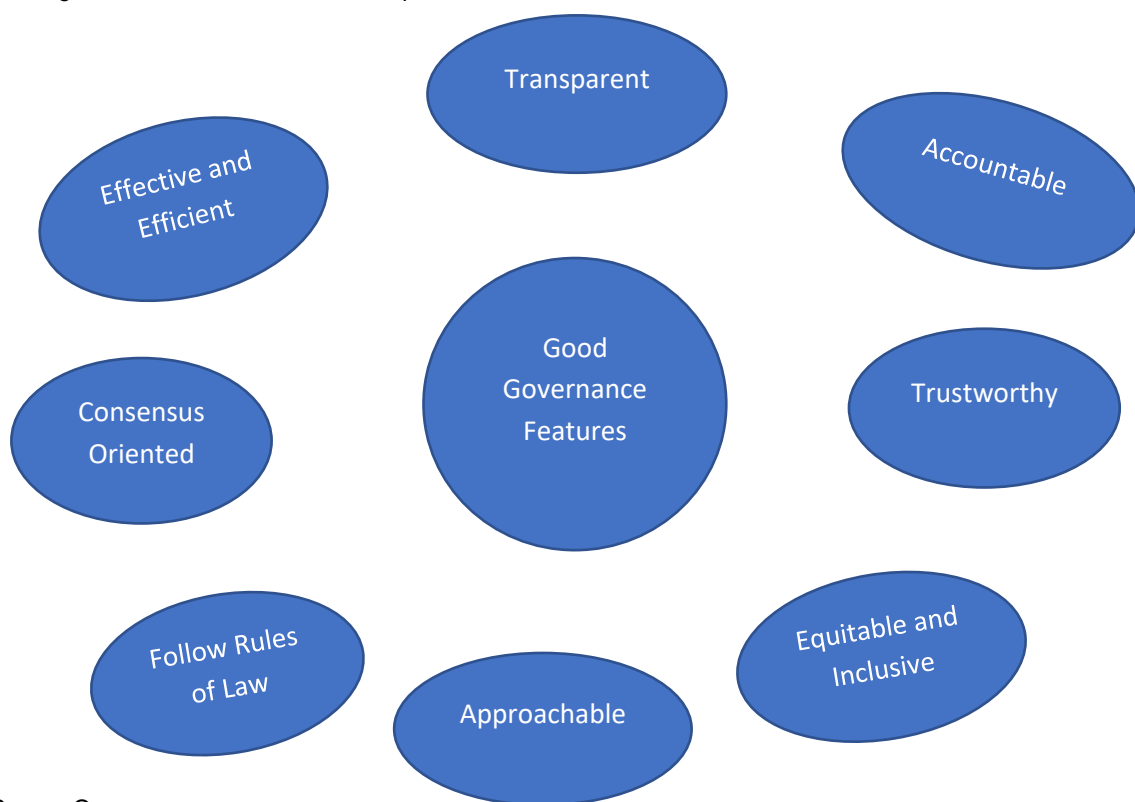 Transparent
Accountable
Effective and
Efficient
Good
Governance
Features
Trustworthy
Consensus
Oriented
Equitable and
Inclusive
Follow Rules
of Law
Approachable